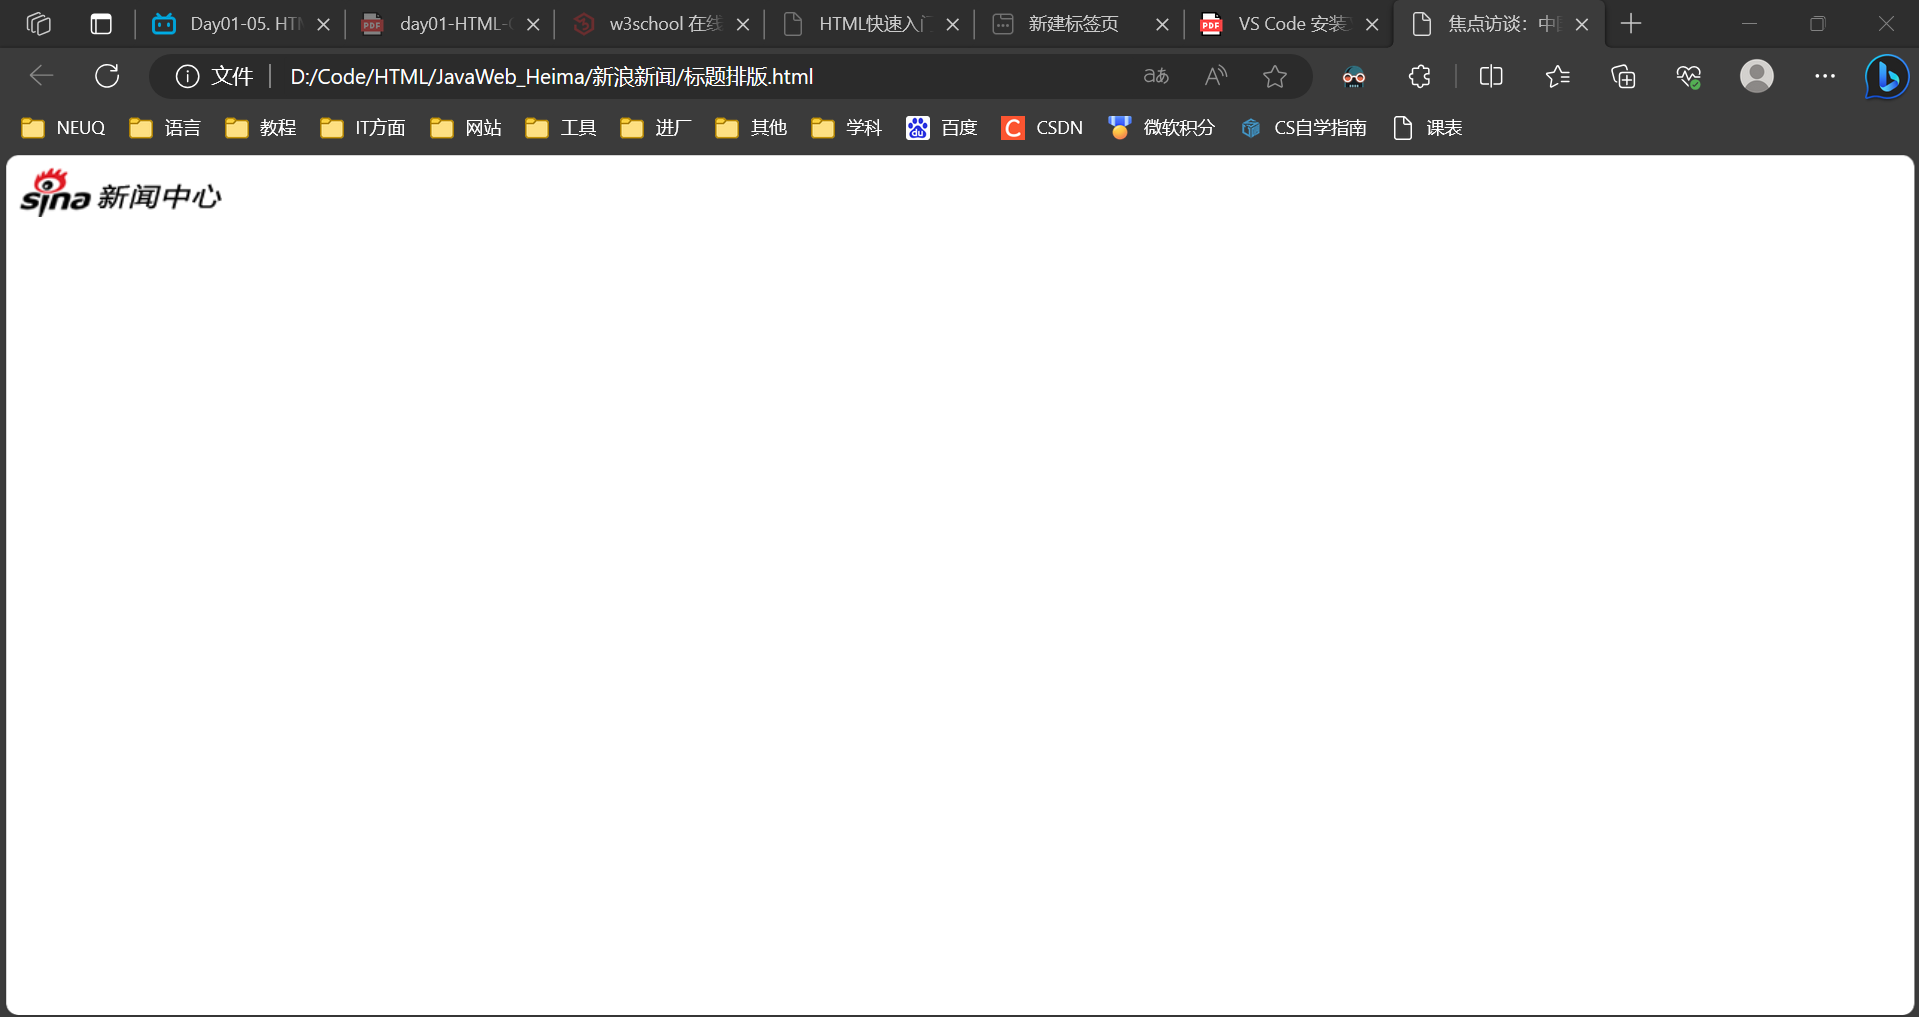 Day01-05. HTM
day01-HTML-C
w3school 在线
HTML快速入门
新建标签页
VS Code 安装
焦点访谈：中
文件
D:/Code/HTML/JavaWeb_Heima/新浪新闻/标题排版.html
NEUQ 语言 教程 IT方面 网站 工具 进厂 其他 学科 百度 CSDN 微软积分 CS自学指南 课表
sina 新闻中心